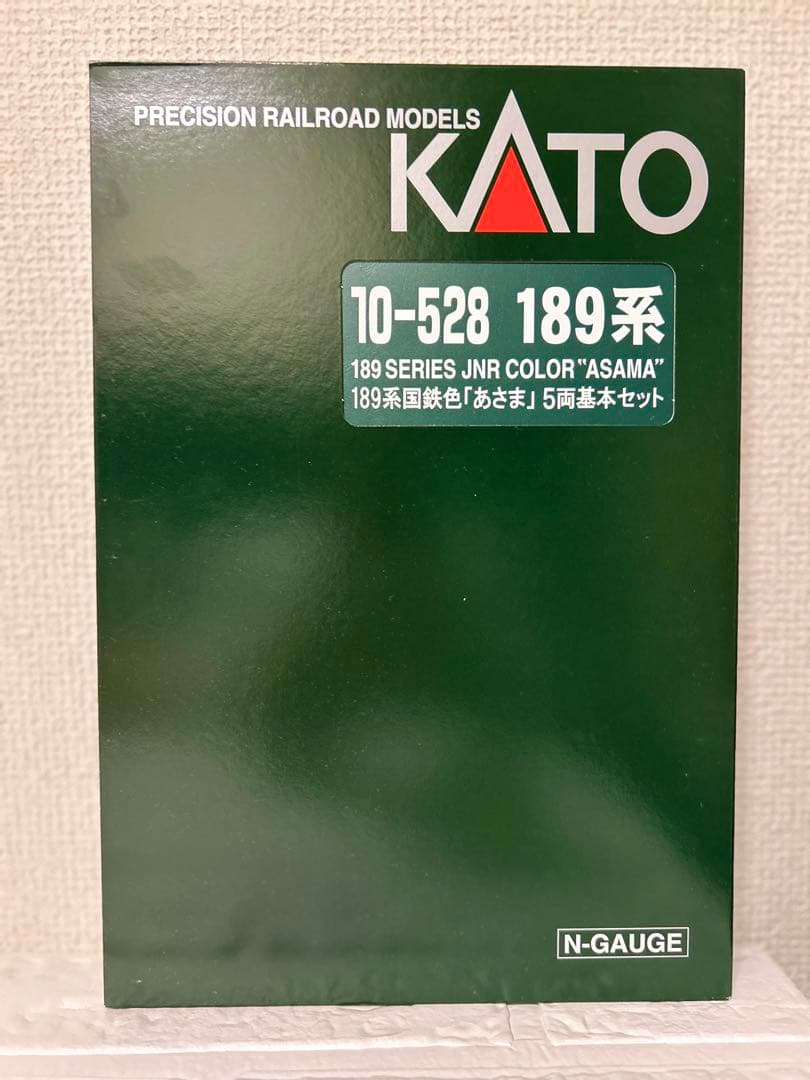 PRECISION RAILROAD MODELS
KATO
10-528 189系
189 SERIES JNR COLOR "ASAMA"
189系国鉄色「あさま」5両基本セット
N-GAUGE